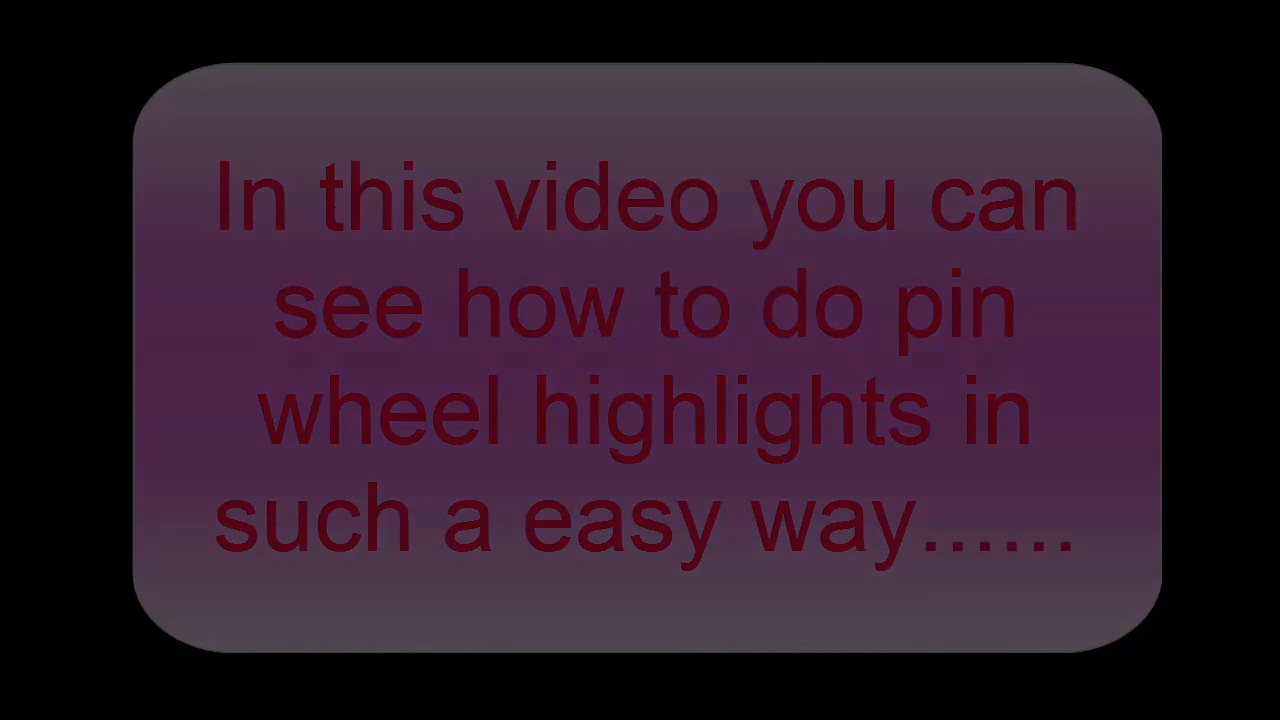 In this video you can
see how to do pin
wheel highlights in
such a easy way......